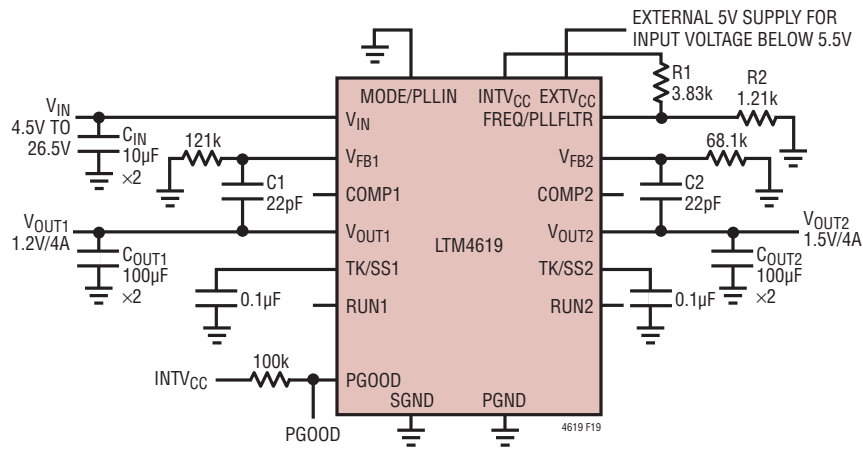 EXTERNAL 5V SUPPLY FOR
INPUT VOLTAGE BELOW 5.5V
R1
3.83k
R2
1.21k
MODE/PLLIN
INTVCC
EXTVCC
FREQ/PLLFLTR
VIN
4.5V TO
26.5V
CIN
10µF
×2
VIN
121k
VFB1
VFB2
68.1k
C1
22pF
COMP1
COMP2
C2
22pF
VOUT1
1.2V/4A
VOUT1
LTM4619
VOUT2
VOUT2
1.5V/4A
COUT1
100µF
×2
COUT2
100µF
×2
TK/SS1
TK/SS2
0.1µF
0.1µF
RUN1
RUN2
INTVCC
100k
PGOOD
PGOOD
SGND
PGND
4619 F19